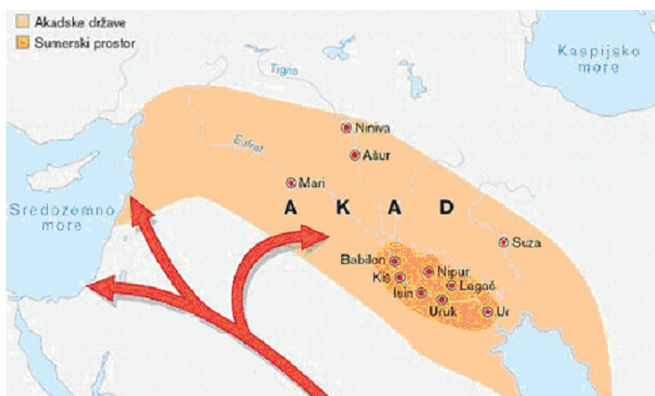 Akadske države
Sumerski prostor
Kaspijsko
more
Tigris
Niniva
Eufrat
Ašur
Mari
Sredozemno
more
A K A D
Suza
Babilon
Kiš
Nipur
Lagaš
Isin
Uruk
Ur